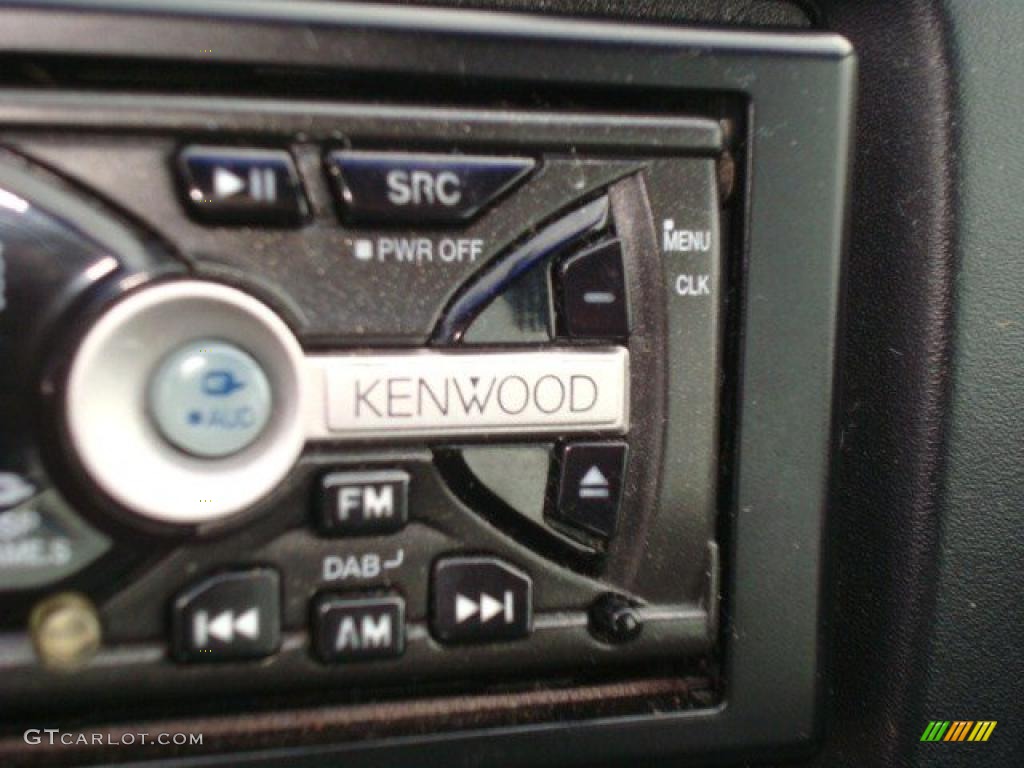 SRC
PWR OFF
MENU
CLK
KENWOOD
AUD
FM
DAB
AM
GTCARLOT.COM